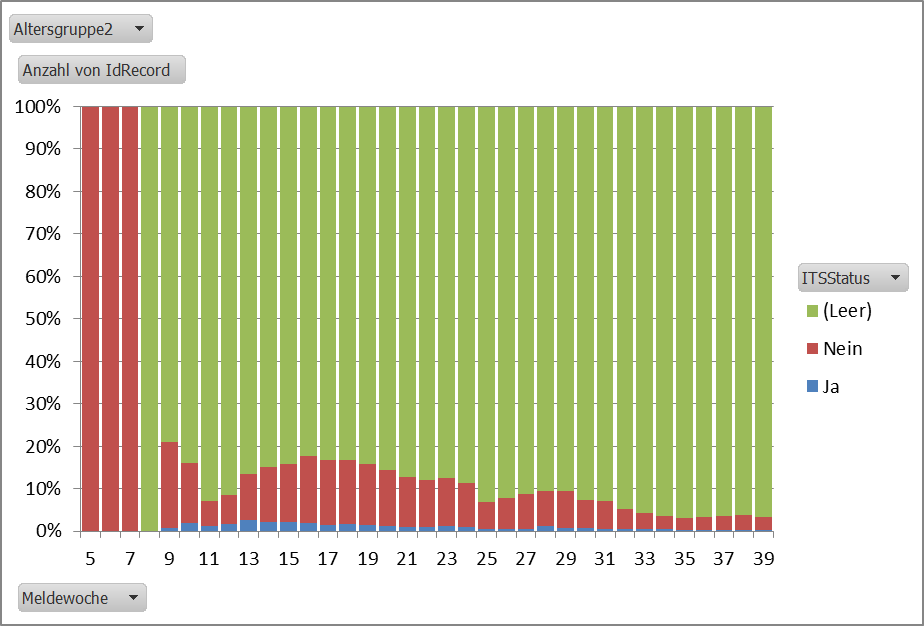 Altersgruppe2
Anzahl von IdRecord
100%
90%
80%
70%
60%
50%
40%
30%
20%
10%
0%
5 7 9 11 13 15 17 19 21 23 25 27 29 31 33 35 37 39
ITSStatus
(Leer)
Nein
Ja
Meldewoche